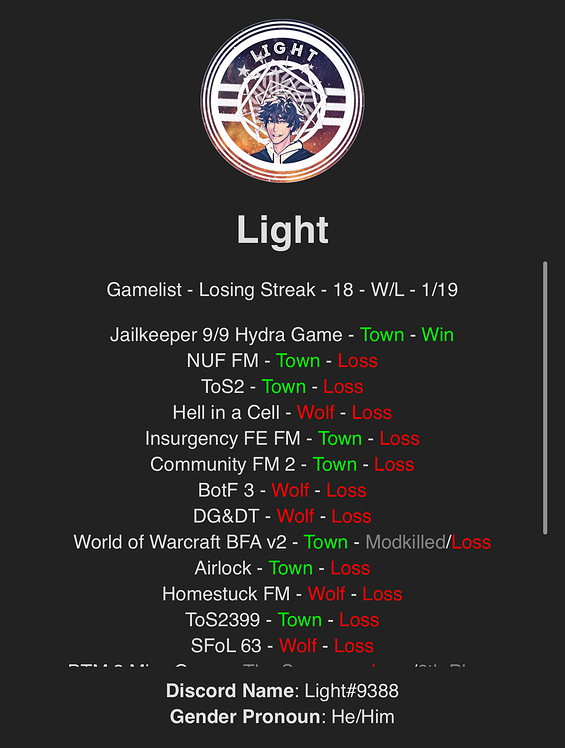 LIGHT
Light
Gamelist - Losing Streak - 18 - W/L - 1/19
Jailkeeper 9/9 Hydra Game - Town - Win
NUF FM - Town - Loss
ToS2 - Town - Loss
Hell in a Cell - Wolf - Loss
Insurgency FE FM - Town - Loss
Community FM 2 - Town - Loss
BotF 3 - Wolf - Loss
DG&DT - Wolf - Loss
World of Warcraft BFA v2 - Town - Modkilled/Loss
Airlock - Town - Loss
Homestuck FM - Wolf - Loss
ToS2399 - Town - Loss
SFoL 63 - Wolf - Loss
Discord Name: Light#9388
Gender Pronoun: He/Him